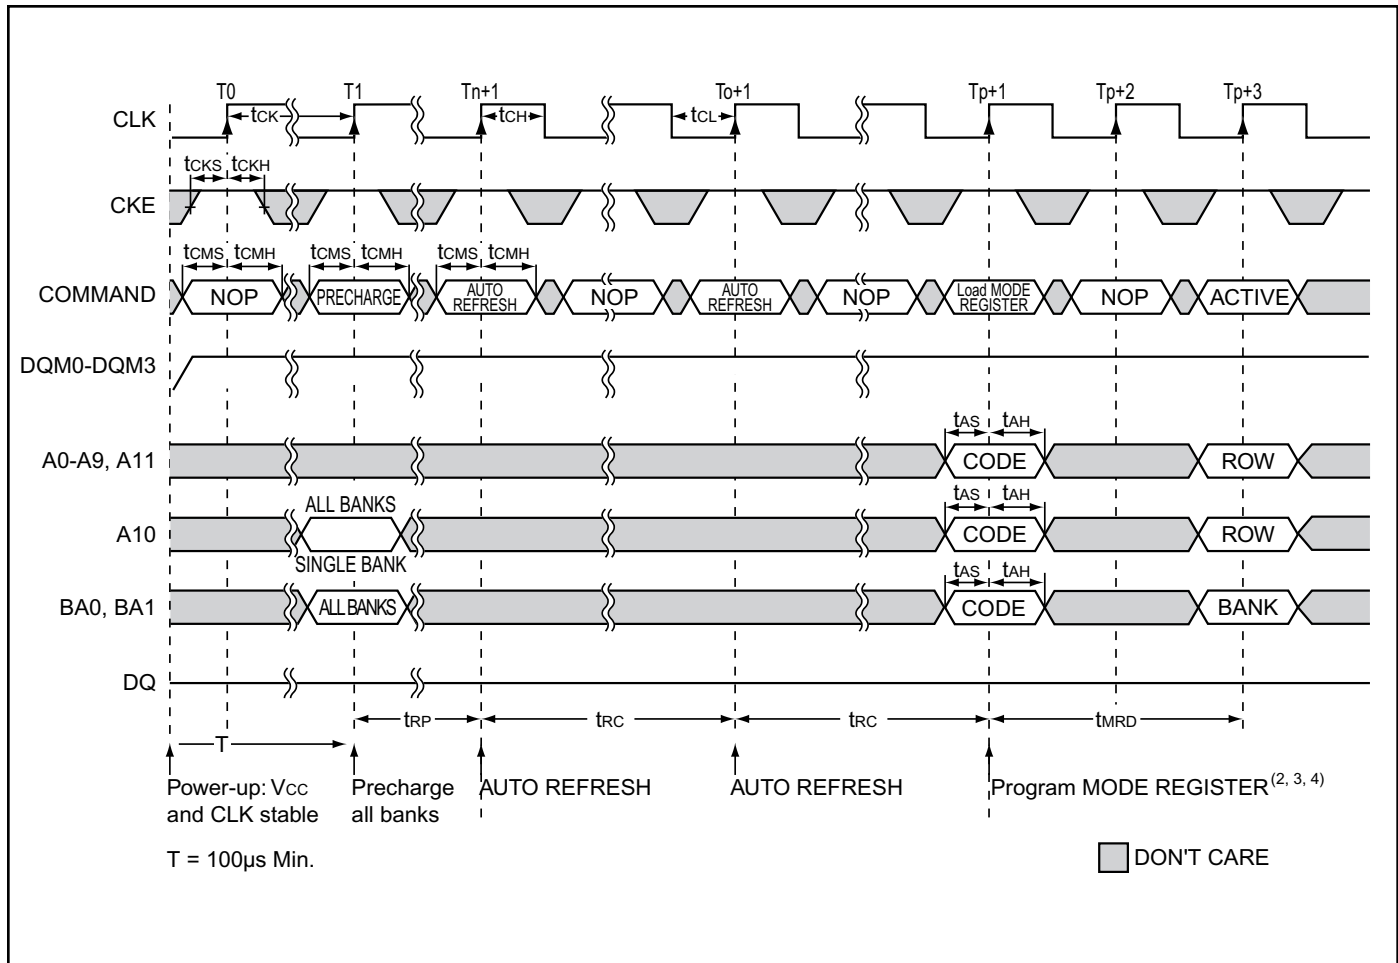 T0 T1 Tn+1 To+1 Tp+1 Tp+2 Tp+3
CLK tCK tCH tCL
tCKS tCKH
CKE
tCMS tCMH tCMS tCMH tCMS tCMH
COMMAND NOP PRECHARGE AUTO REFRESH NOP AUTO REFRESH NOP Load MODE REGISTER NOP ACTIVE
DQM0-DQM3
tAS tAH
A0-A9, A11 CODE ROW
ALL BANKS tAS tAH
A10 CODE ROW
SINGLE BANK tAS tAH
BA0, BA1 ALL BANKS CODE BANK
DQ
tRP tRC tRC tMRD
T
Power-up: VCC Precharge AUTO REFRESH AUTO REFRESH Program MODE REGISTER(2, 3, 4)
and CLK stable all banks
T = 100µs Min. DON'T CARE